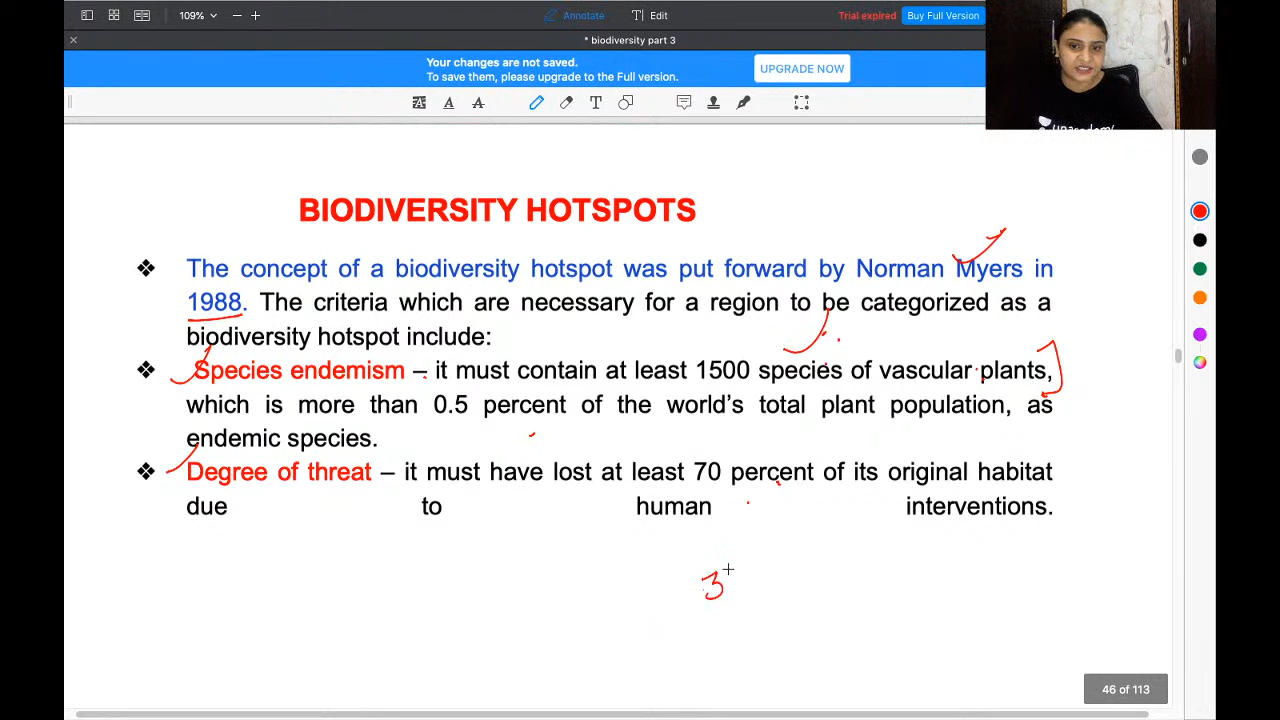 109%
Annotate
Edit
Trial expired
Buy Full Version
* biodiversity part 3
Your changes are not saved.
To save them, please upgrade to the Full version.
UPGRADE NOW
BIODIVERSITY HOTSPOTS
❖ The concept of a biodiversity hotspot was put forward by Norman Myers in
1988. The criteria which are necessary for a region to be categorized as a
biodiversity hotspot include:
❖ Species endemism – it must contain at least 1500 species of vascular plants,
which is more than 0.5 percent of the world's total plant population, as
endemic species.
❖ Degree of threat – it must have lost at least 70 percent of its original habitat
due to human interventions.
3
46 of 113